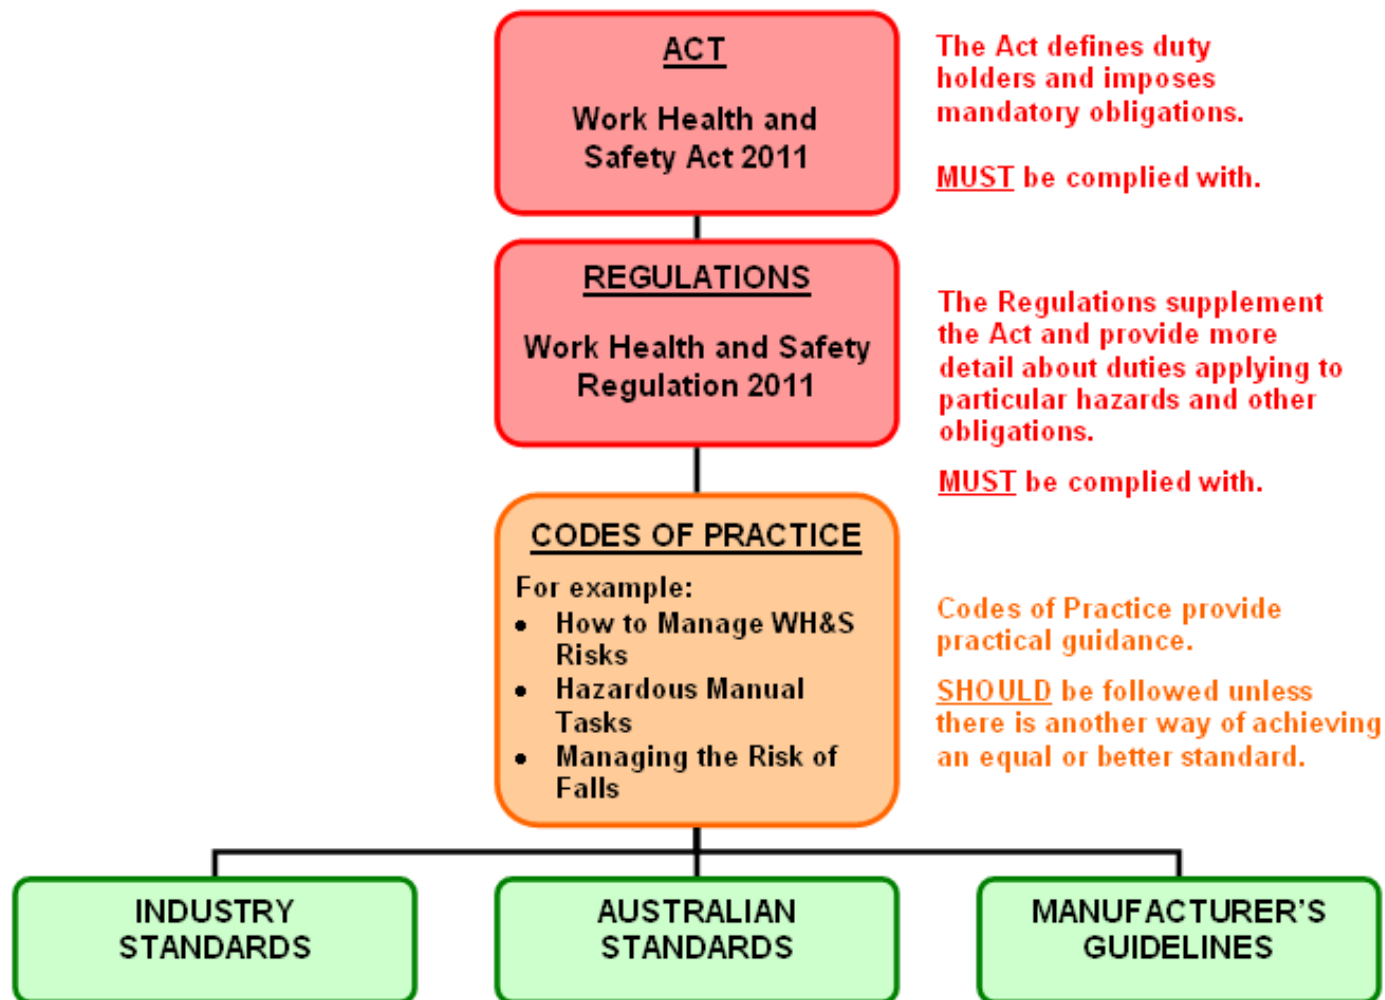 ACT
Work Health and
Safety Act 2011
The Act defines duty
holders and imposes
mandatory obligations.
MUST be complied with.
REGULATIONS
Work Health and Safety
Regulation 2011
The Regulations supplement
the Act and provide more
detail about duties applying to
particular hazards and other
obligations.
MUST be complied with.
CODES OF PRACTICE
For example:
• How to Manage WH&S
Risks
• Hazardous Manual
Tasks
• Managing the Risk of
Falls
Codes of Practice provide
practical guidance.
SHOULD be followed unless
there is another way of achieving
an equal or better standard.
INDUSTRY
STANDARDS
AUSTRALIAN
STANDARDS
MANUFACTURER'S
GUIDELINES